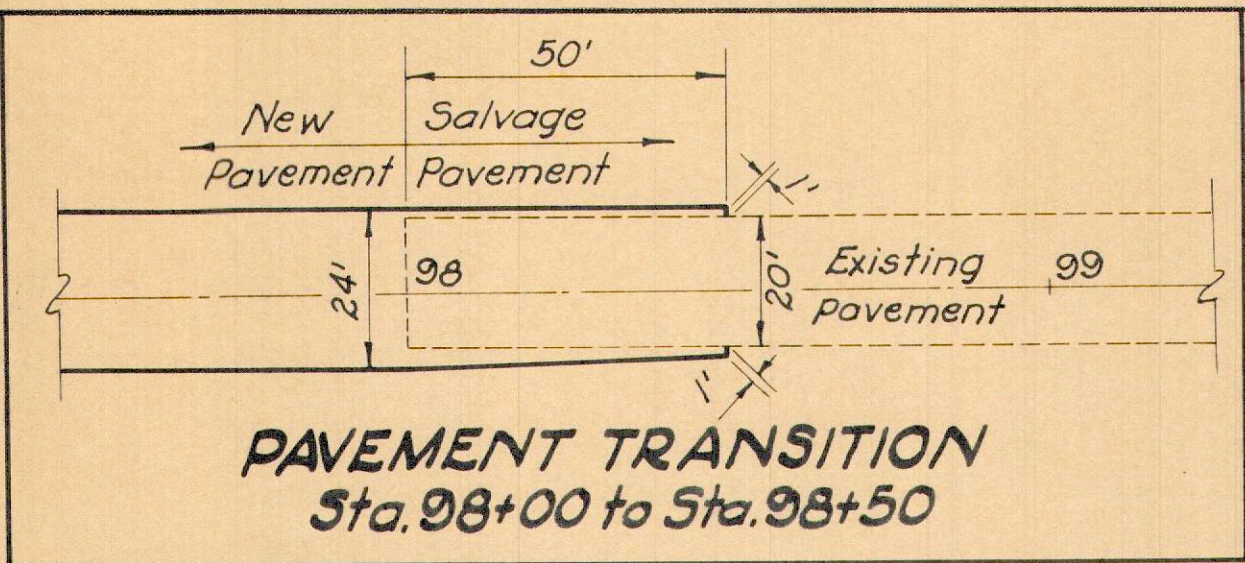 50'
New
Pavement
Salvage
Pavement
1'
24'
98
20'
Existing
pavement
99
1'
PAVEMENT TRANSITION
Sta. 98+00 to Sta. 98+50